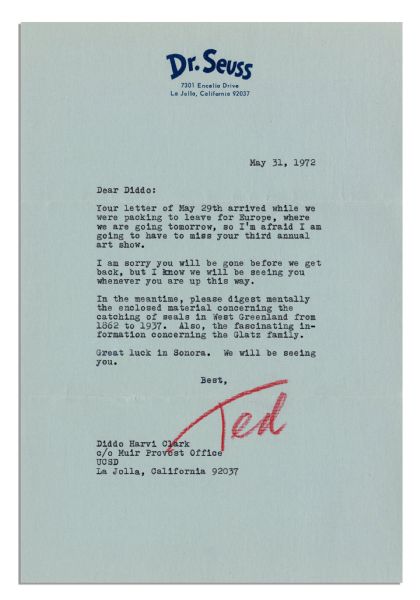 Dr. Seuss
7301 Encelia Drive
La Jolla, California 92037
May 31, 1972
Dear Diddo:
Your letter of May 29th arrived while we
were packing to leave for Europe, where
we are going tomorrow, so I'm afraid I am
going to have to miss your third annual
art show.
I am sorry you will be gone before we get
back, but I know we will be seeing you
whenever you are up this way.
In the meantime, please digest mentally
the enclosed material concerning the
catching of seals in West Greenland from
1862 to 1937. Also, the fascinating in-
formation concerning the Glatz family.
Great luck in Sonora. We will be seeing
you.
Best,
Ted
Diddo Harvi Clark
c/o Muir Provost Office
UCSD
La Jolla, California 92037